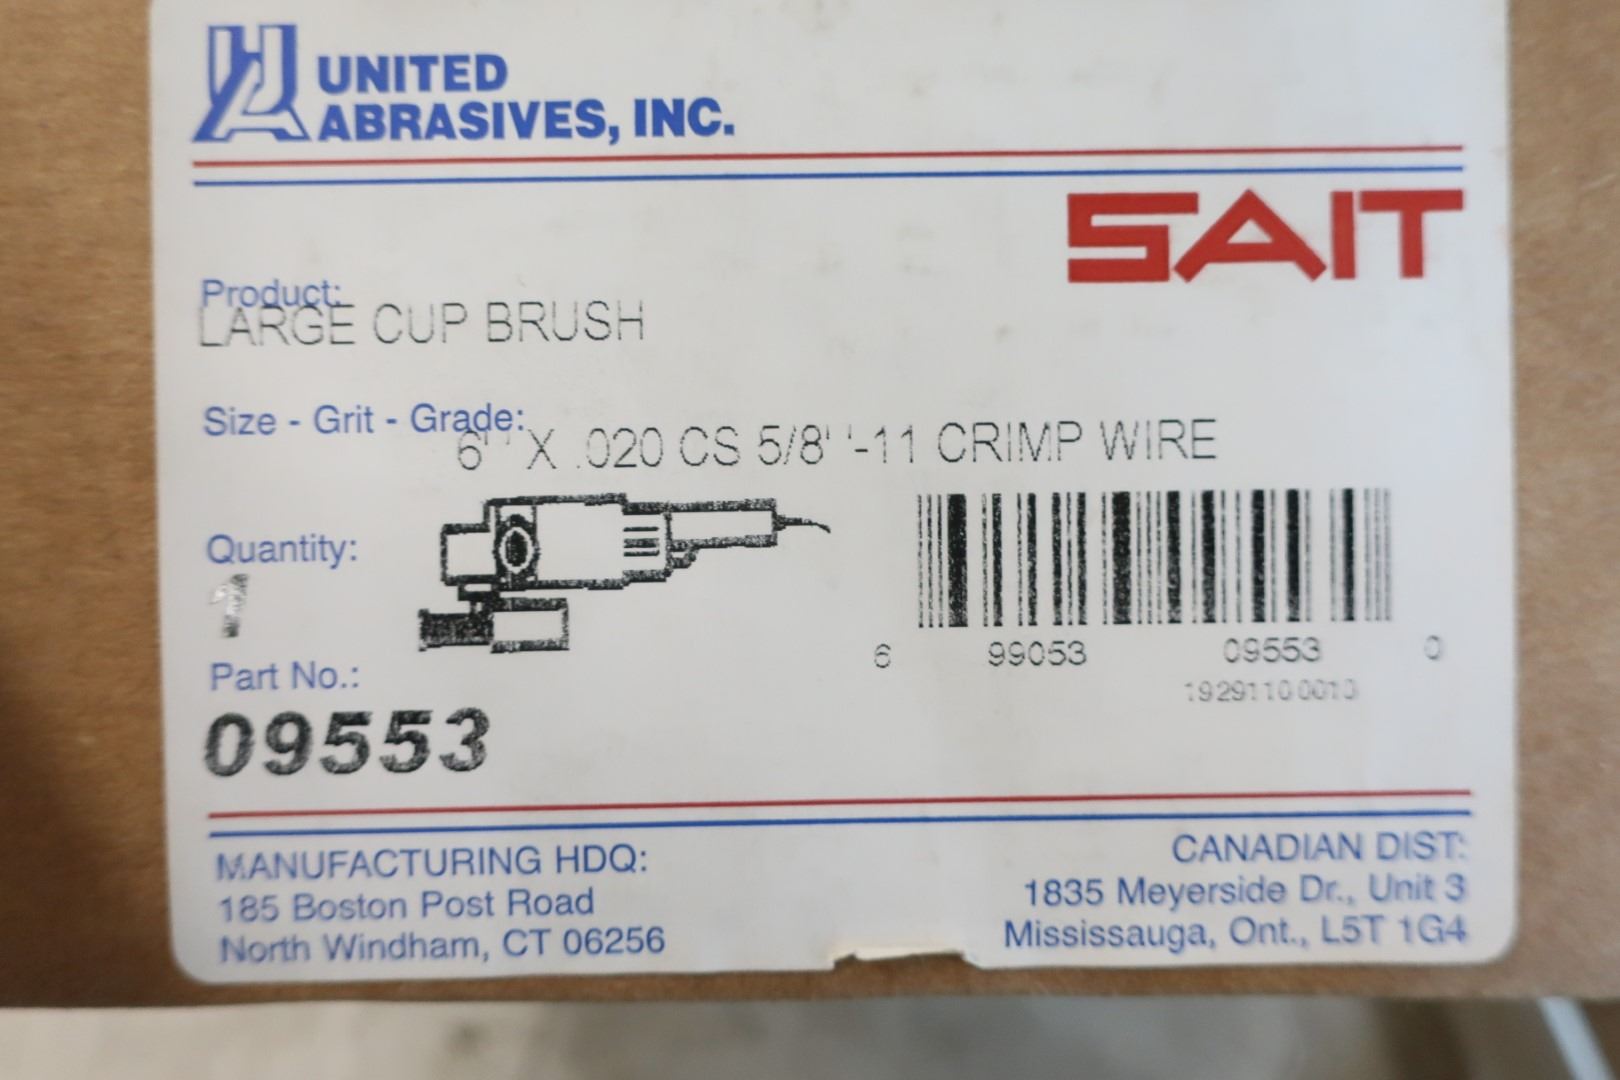 UNITED
ABRASIVES, INC.
SAIT
Product:
LARGE CUP BRUSH
Size - Grit - Grade:
6'' X .020 CS 5/8''-11 CRIMP WIRE
Quantity:
1
6 99053 09553 0
Part No.:
09553
MANUFACTURING HDQ:
185 Boston Post Road
North Windham, CT 06256
CANADIAN DIST:
1835 Meyerside Dr., Unit 3
Mississauga, Ont., L5T 1G4